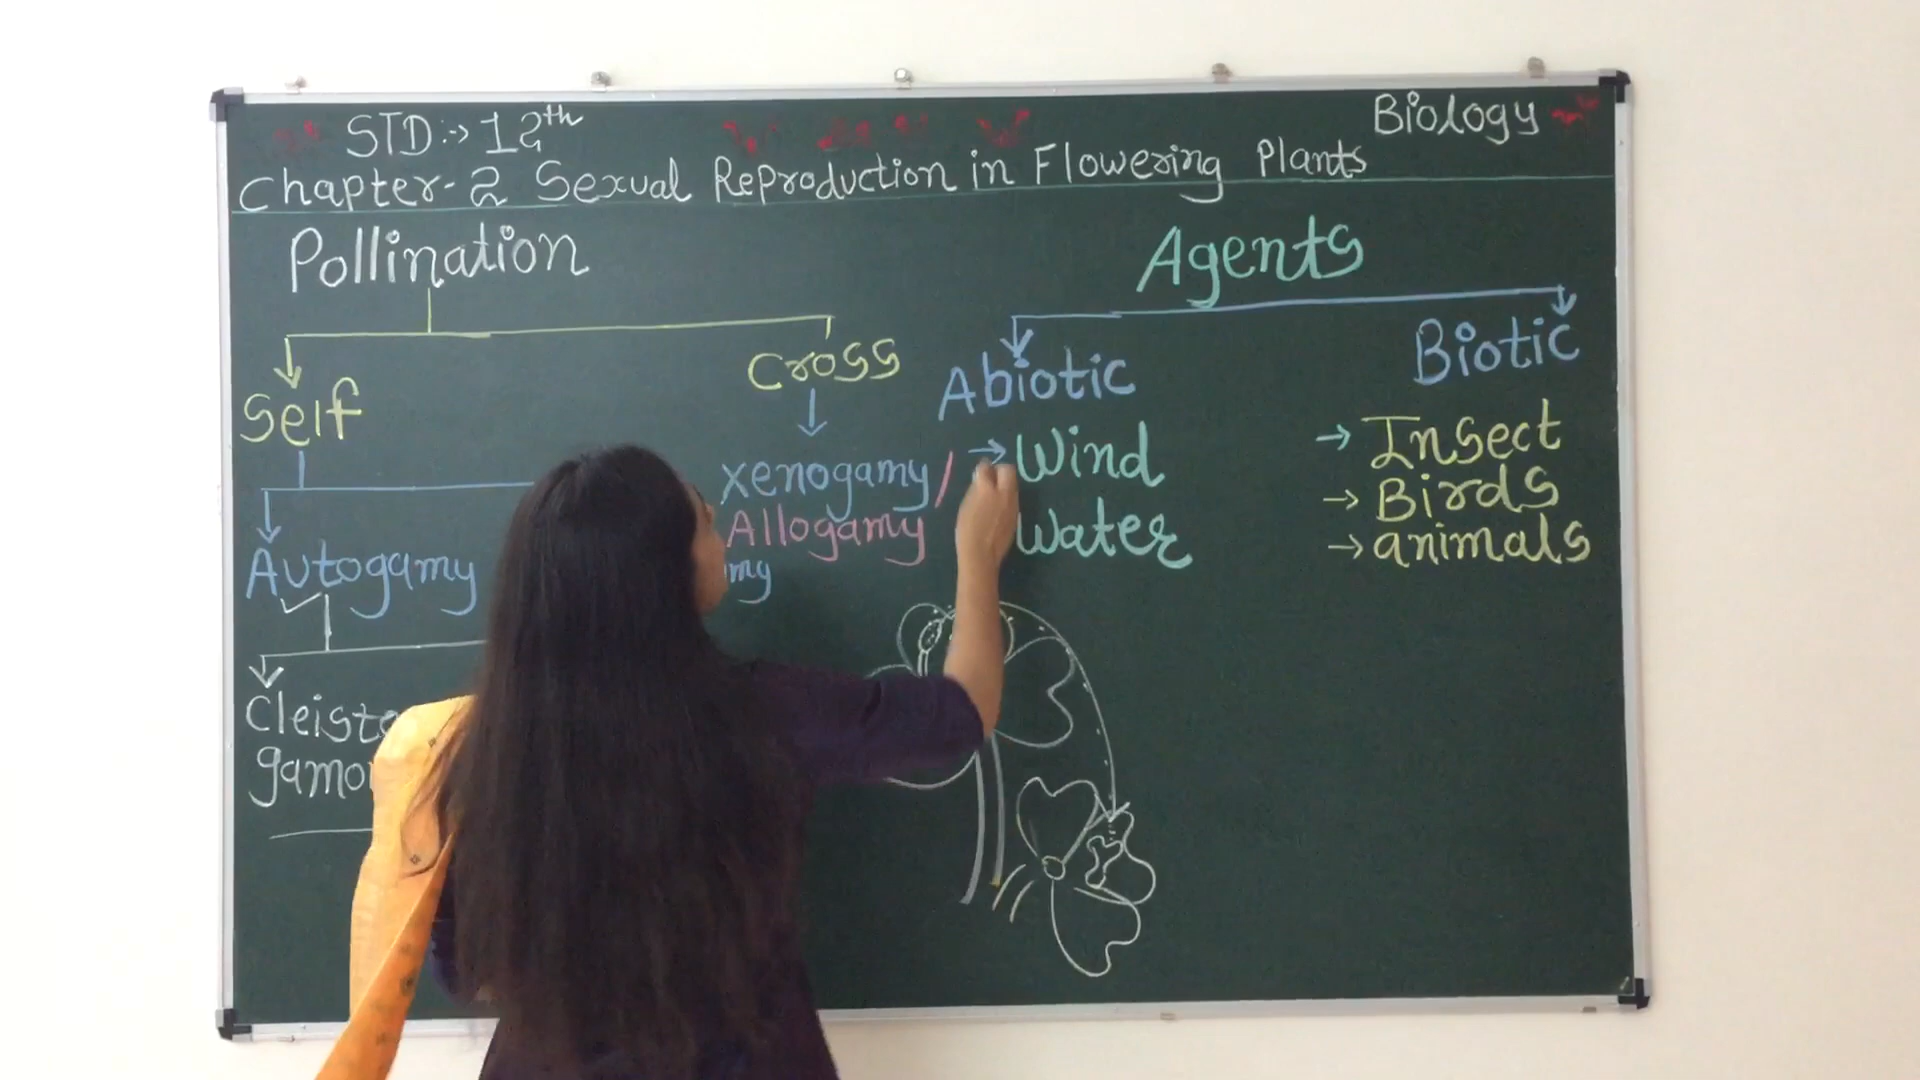 STD:→ 12th
Biology
Chapter-2 Sexual Reproduction in Flowering Plants
Pollination
Self
Autogamy
Cross
xenogamy /
Allogamy
Agents
Abiotic
→ Wind
Water
Biotic
→ Insect
→ Birds
→ animals